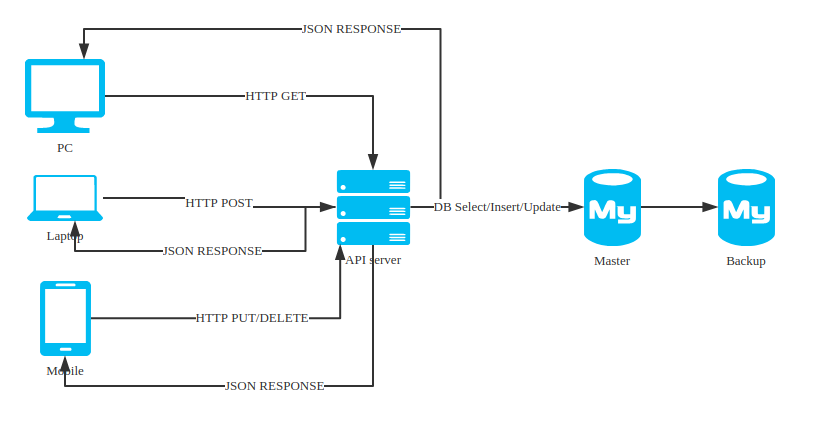 JSON RESPONSE
HTTP GET
PC
HTTP POST
DB Select/Insert/Update
My
My
Laptop
JSON RESPONSE
API server
Master
Backup
HTTP PUT/DELETE
Mobile
JSON RESPONSE